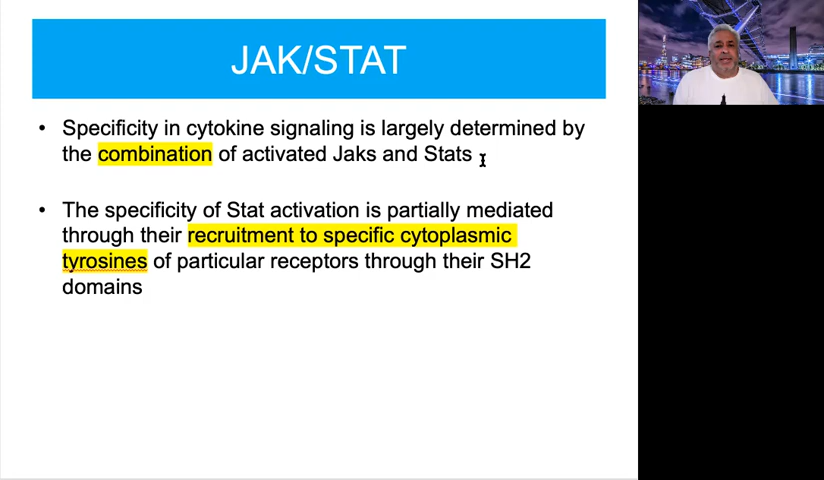 JAK/STAT
• Specificity in cytokine signaling is largely determined by
the combination of activated Jaks and Stats
• The specificity of Stat activation is partially mediated
through their recruitment to specific cytoplasmic
tyrosines of particular receptors through their SH2
domains